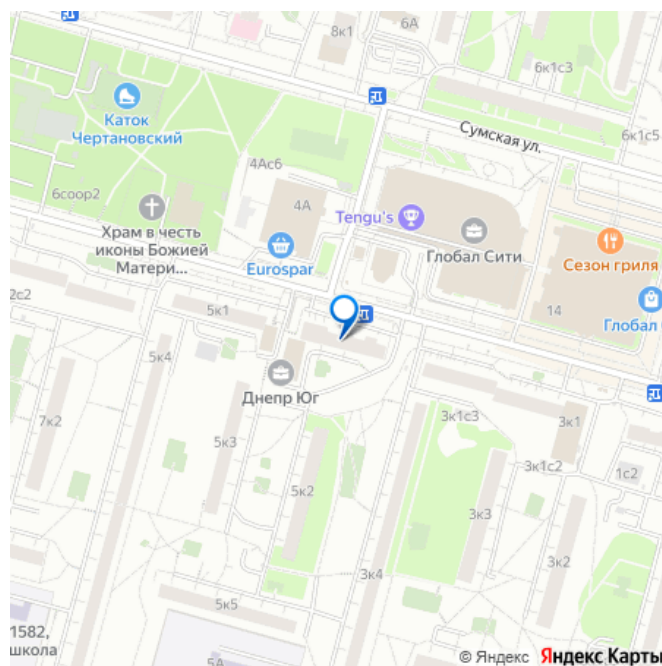 6А
8к1
6к1с3
Каток
Чертановский
Сумская ул.
6к1с5
4Ас6
6соор2
4А
Tengu's
Храм в честь
иконы Божией
Матери...
Глобал Сити
Сезон гриля
Eurospar
2с2
5к1
14
Глобал
5к4
Днепр Юг
3к1с3
3к1
7к2
5к3
3к1с2
1с2
5к2
3к3
3к2
3к4
5к5
1582,
школа
5А
© Яндекс Яндекс Карты